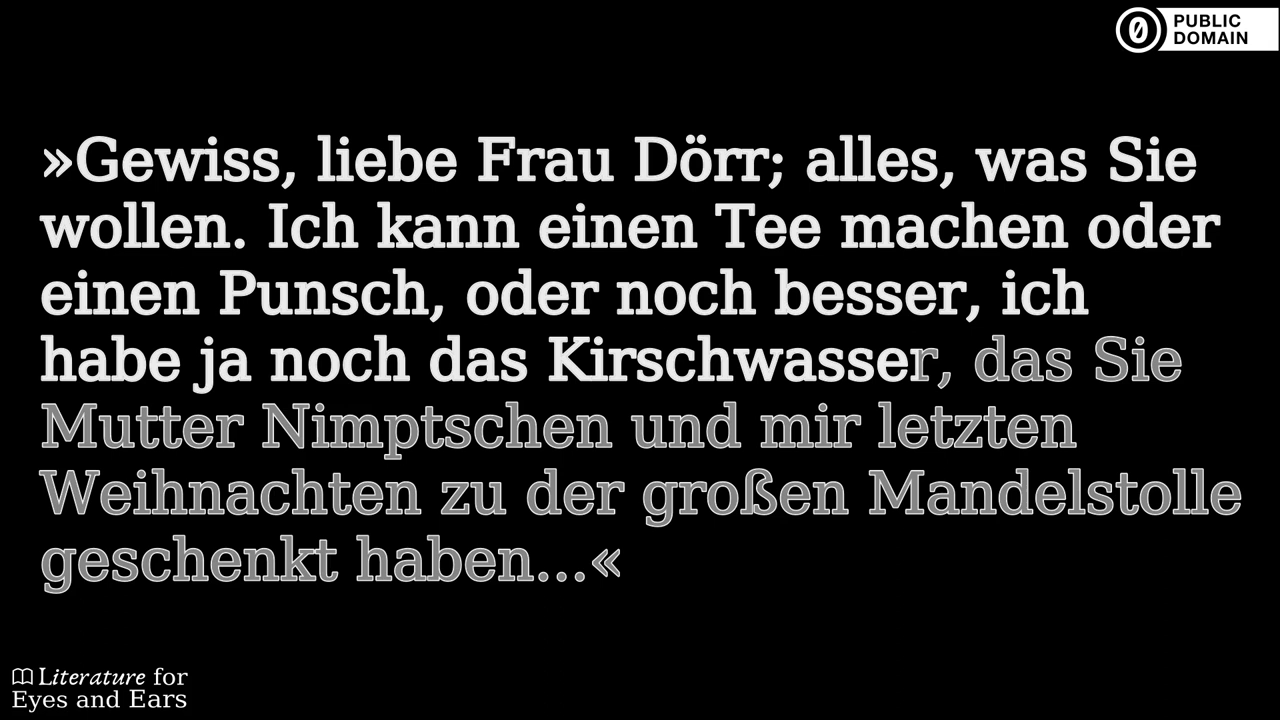 PUBLIC
DOMAIN
»Gewiss, liebe Frau Dörr; alles, was Sie
wollen. Ich kann einen Tee machen oder
einen Punsch, oder noch besser, ich
habe ja noch das Kirschwasser, das Sie
Mutter Nimptschen und mir letzten
Weihnachten zu der großen Mandelstolle
geschenkt haben...«
Literature for
Eyes and Ears